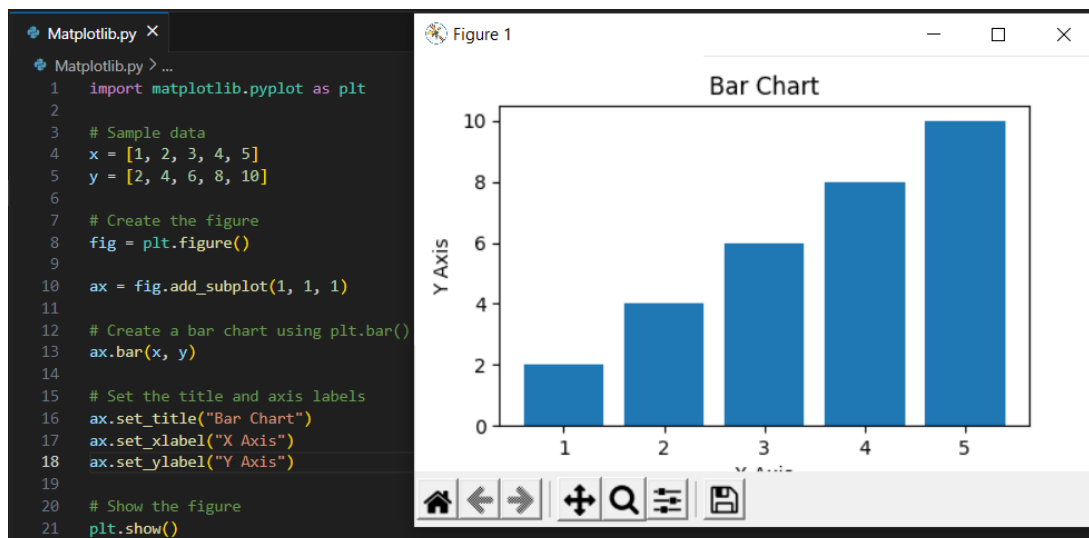 Matplotlib.py ×
Matplotlib.py > ...
1 import matplotlib.pyplot as plt
2
3 # Sample data
4 x = [1, 2, 3, 4, 5]
5 y = [2, 4, 6, 8, 10]
6
7 # Create the figure
8 fig = plt.figure()
9
10 ax = fig.add_subplot(1, 1, 1)
11
12 # Create a bar chart using plt.bar()
13 ax.bar(x, y)
14
15 # Set the title and axis labels
16 ax.set_title("Bar Chart")
17 ax.set_xlabel("X Axis")
18 ax.set_ylabel("Y Axis")
19
20 # Show the figure
21 plt.show()
Figure 1
Bar Chart
Y Axis
10
8
6
4
2
0
1 2 3 4 5
X Axis